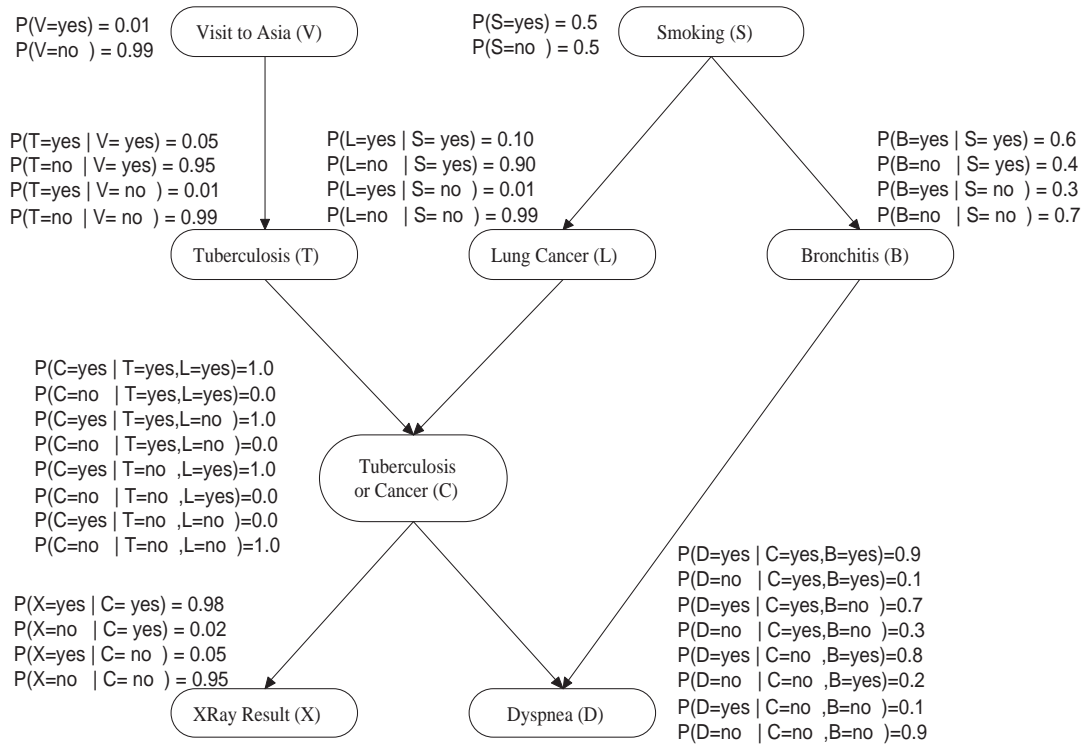 P(V=yes) = 0.01
P(V=no ) = 0.99
Visit to Asia (V)
P(S=yes) = 0.5
P(S=no ) = 0.5
Smoking (S)
P(T=yes | V= yes) = 0.05
P(T=no | V= yes) = 0.95
P(T=yes | V= no ) = 0.01
P(T=no | V= no ) = 0.99
P(L=yes | S= yes) = 0.10
P(L=no | S= yes) = 0.90
P(L=yes | S= no ) = 0.01
P(L=no | S= no ) = 0.99
P(B=yes | S= yes) = 0.6
P(B=no | S= yes) = 0.4
P(B=yes | S= no ) = 0.3
P(B=no | S= no ) = 0.7
Tuberculosis (T)
Lung Cancer (L)
Bronchitis (B)
P(C=yes | T=yes,L=yes)=1.0
P(C=no | T=yes,L=yes)=0.0
P(C=yes | T=yes,L=no )=1.0
P(C=no | T=yes,L=no )=0.0
P(C=yes | T=no ,L=yes)=1.0
P(C=no | T=no ,L=yes)=0.0
P(C=yes | T=no ,L=no )=0.0
P(C=no | T=no ,L=no )=1.0
Tuberculosis
or Cancer (C)
P(X=yes | C= yes) = 0.98
P(X=no | C= yes) = 0.02
P(X=yes | C= no ) = 0.05
P(X=no | C= no ) = 0.95
P(D=yes | C=yes,B=yes)=0.9
P(D=no | C=yes,B=yes)=0.1
P(D=yes | C=yes,B=no )=0.7
P(D=no | C=yes,B=no )=0.3
P(D=yes | C=no ,B=yes)=0.8
P(D=no | C=no ,B=yes)=0.2
P(D=yes | C=no ,B=no )=0.1
P(D=no | C=no ,B=no )=0.9
XRay Result (X)
Dyspnea (D)